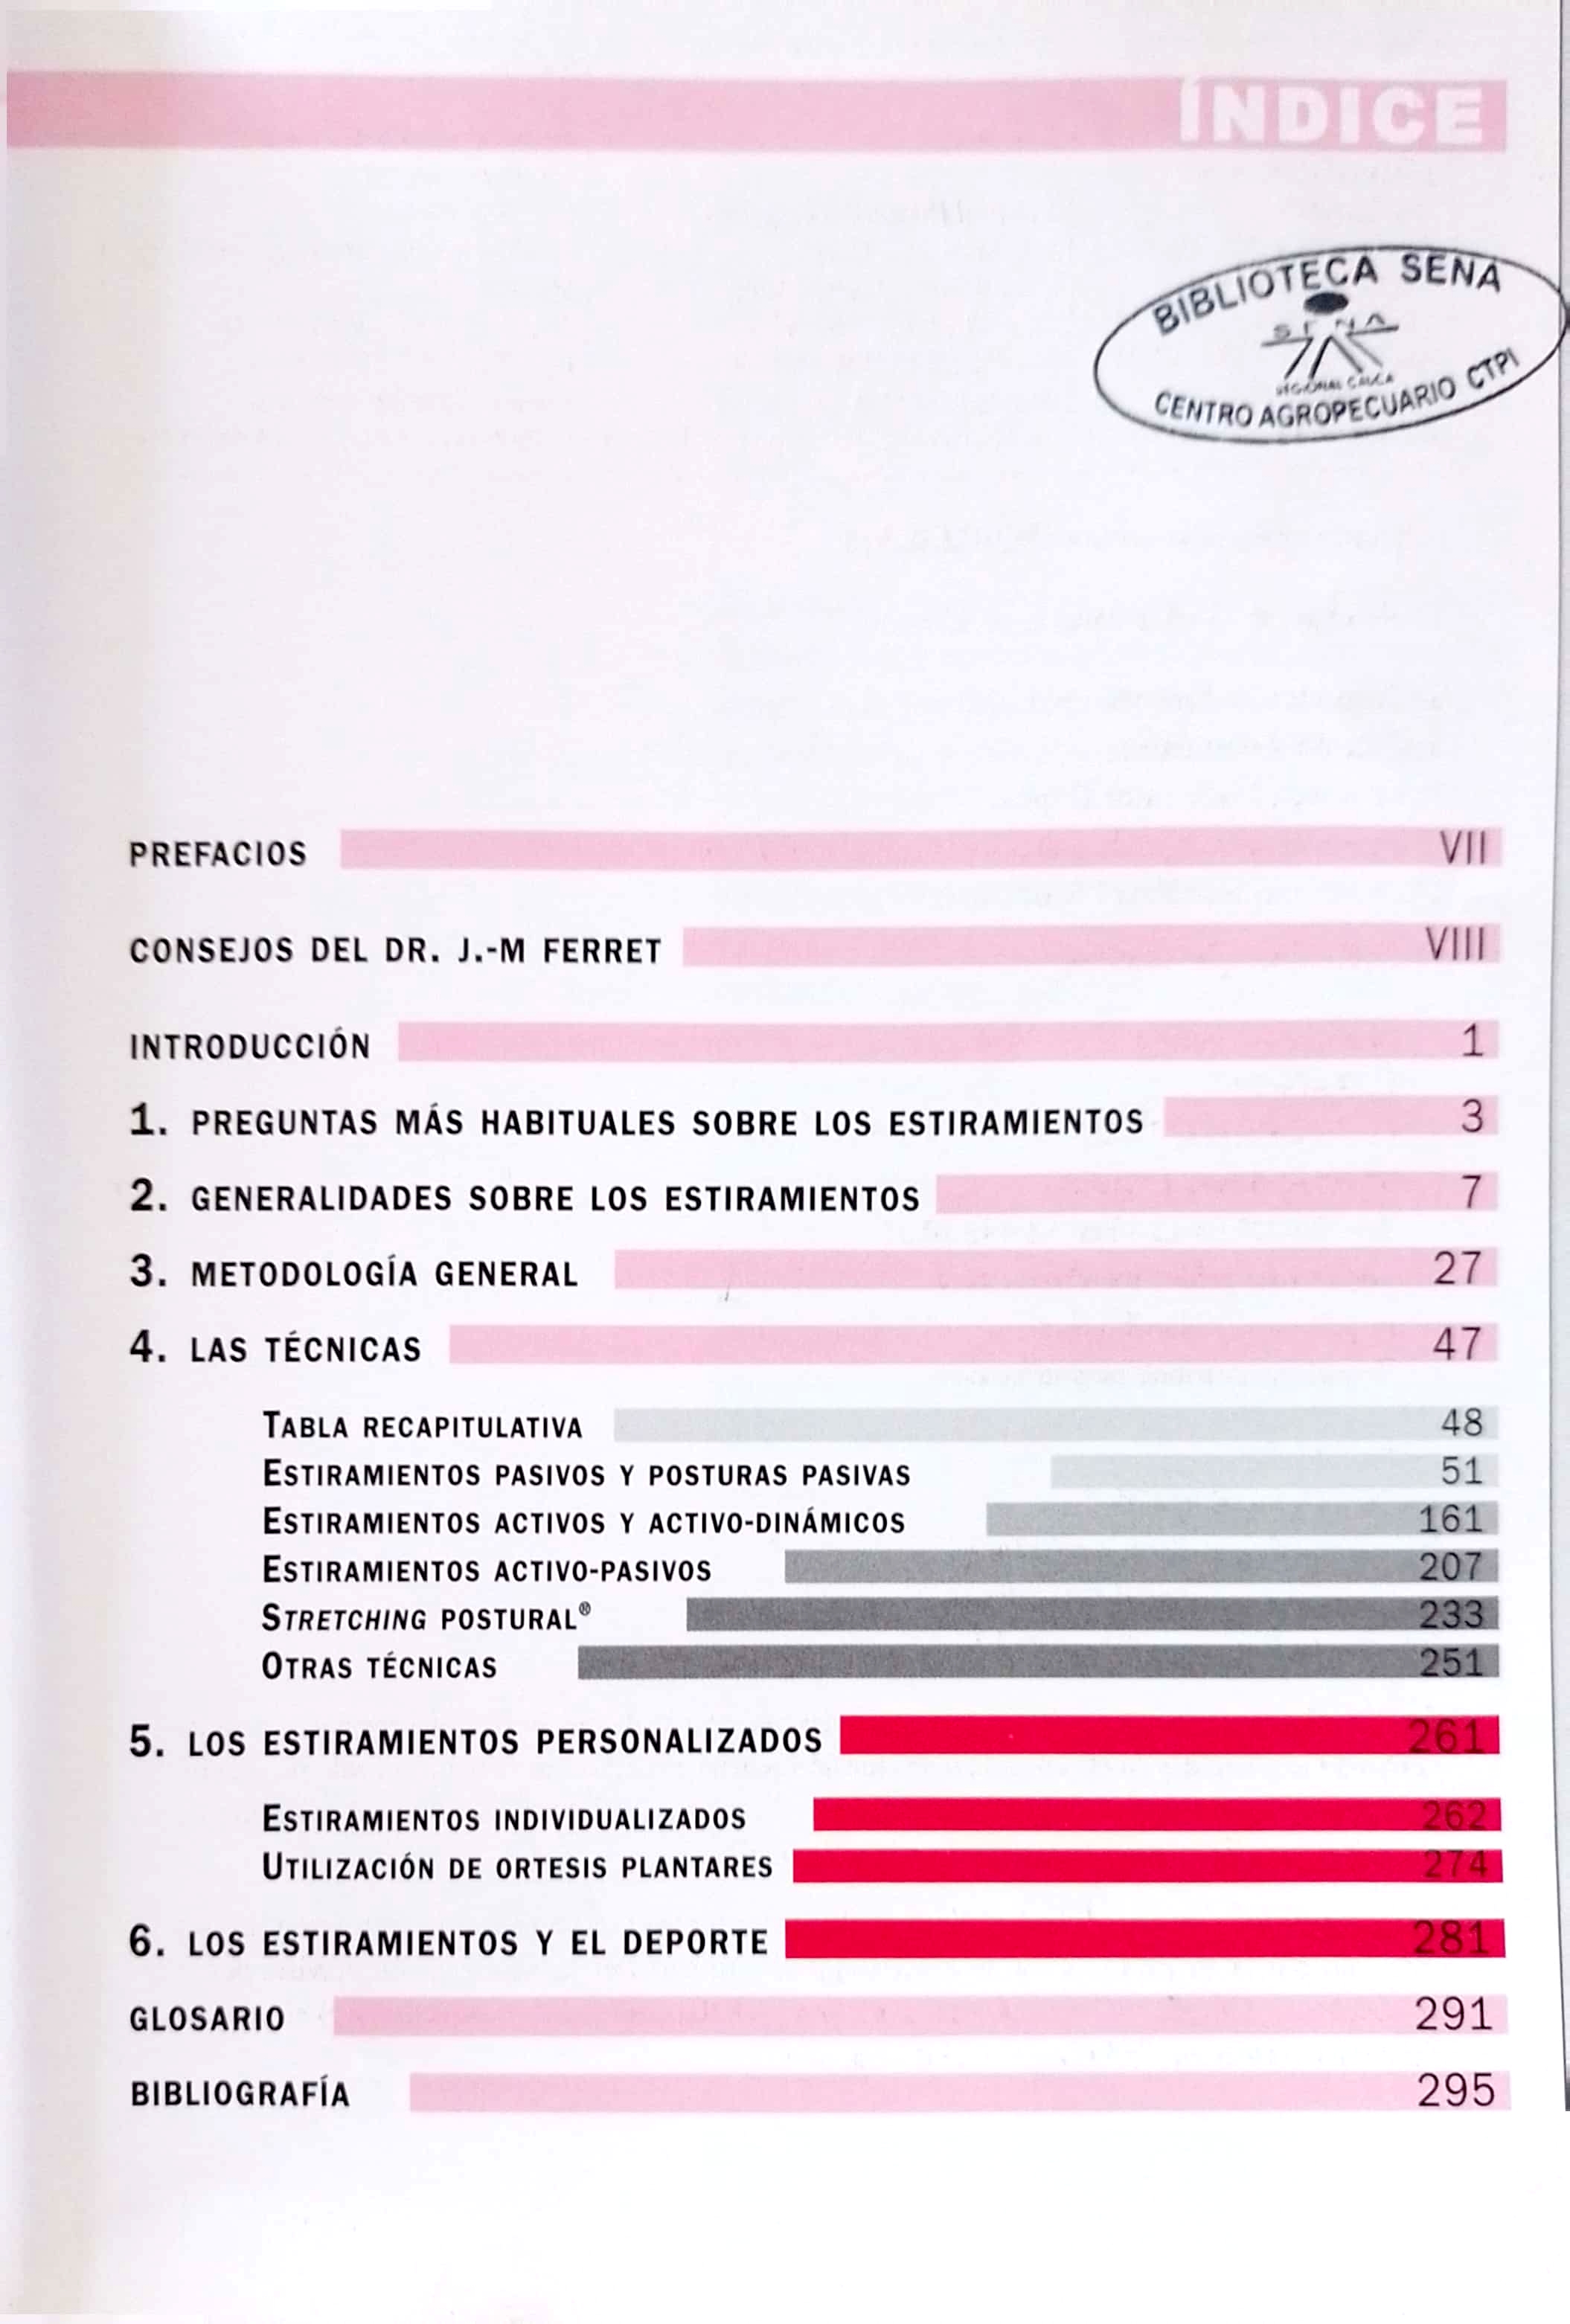 ÍNDICE
BIBLIOTECA SENA
SENA
REGIONAL CAUCA
CENTRO AGROPECUARIO CTPI
PREFACIOS VII
CONSEJOS DEL DR. J.-M FERRET VIII
INTRODUCCIÓN 1
1. PREGUNTAS MÁS HABITUALES SOBRE LOS ESTIRAMIENTOS 3
2. GENERALIDADES SOBRE LOS ESTIRAMIENTOS 7
3. METODOLOGÍA GENERAL 27
4. LAS TÉCNICAS 47
TABLA RECAPITULATIVA 48
ESTIRAMIENTOS PASIVOS Y POSTURAS PASIVAS 51
ESTIRAMIENTOS ACTIVOS Y ACTIVO-DINÁMICOS 161
ESTIRAMIENTOS ACTIVO-PASIVOS 207
STRETCHING POSTURAL® 233
OTRAS TÉCNICAS 251
5. LOS ESTIRAMIENTOS PERSONALIZADOS 261
ESTIRAMIENTOS INDIVIDUALIZADOS 262
UTILIZACIÓN DE ORTESIS PLANTARES 274
6. LOS ESTIRAMIENTOS Y EL DEPORTE 281
GLOSARIO 291
BIBLIOGRAFÍA 295